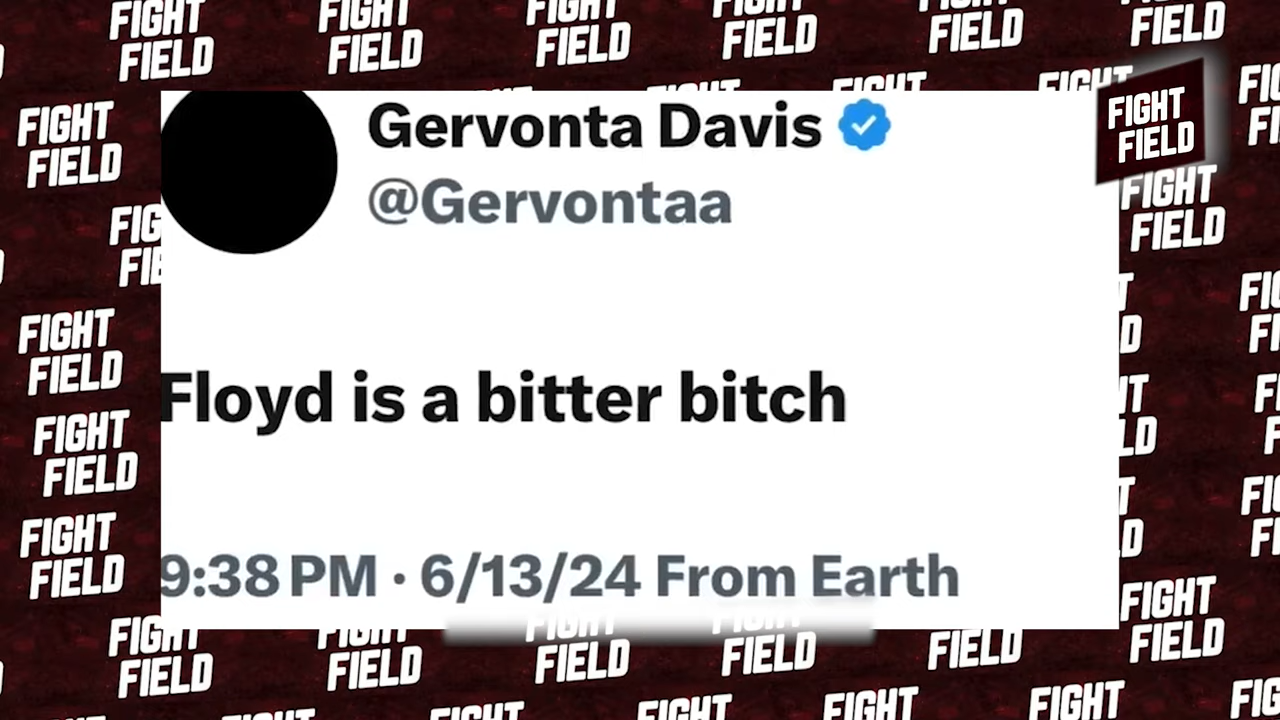 Gervonta Davis
@Gervontaa
Floyd is a bitter bitch
9:38 PM · 6/13/24 From Earth
FIGHT
FIELD